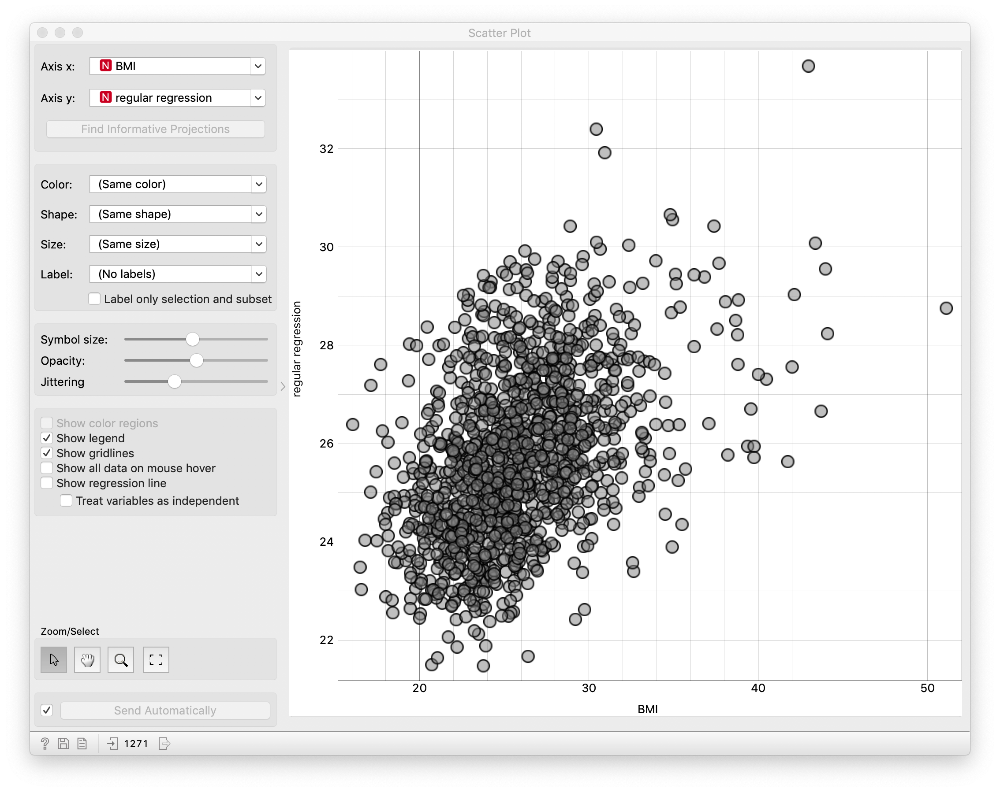 Scatter Plot
Axis x: N BMI
Axis y: N regular regression
Find Informative Projections
Color: (Same color)
Shape: (Same shape)
Size: (Same size)
Label: (No labels)
Label only selection and subset
Symbol size:
Opacity:
Jittering
Show color regions
Show legend
Show gridlines
Show all data on mouse hover
Show regression line
Treat variables as independent
Zoom/Select
Send Automatically
? 1271
regular regression
32
30
28
26
24
22
20 30 40 50
BMI